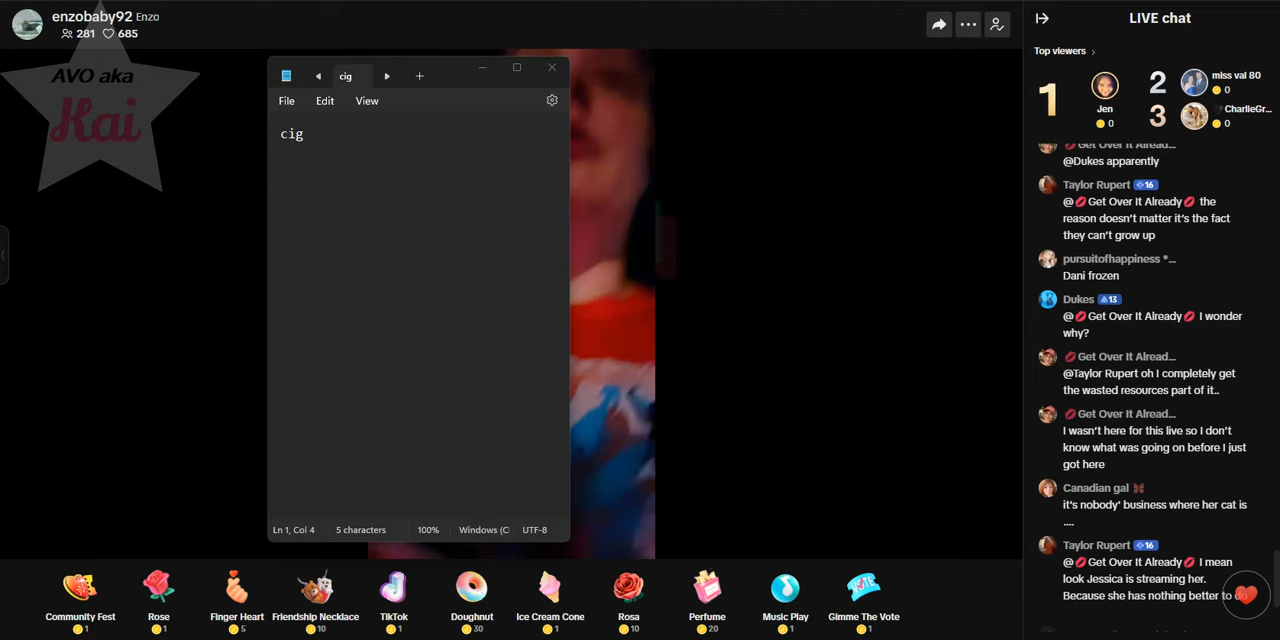 enzobaby92 Enzo
281 685
AVO aka
Kai
cig
File Edit View
cig
Ln 1, Col 4 5 characters 100% Windows (C UTF-8
LIVE chat
Top viewers
1
Jen
0
2
miss val 80
0
3
CharlieGr...
0
Get Over It Alread...
@Dukes apparently
Taylor Rupert 16
@💋Get Over It Already💋 the
reason doesn't matter it's the fact
they can't grow up
pursuitofhappiness *...
Dani frozen
Dukes 13
@💋Get Over It Already💋 I wonder
why?
💋Get Over It Alread...
@Taylor Rupert oh I completely get
the wasted resources part of it..
💋Get Over It Alread...
I wasn't here for this live so I don't
know what was going on before I just
got here
Canadian gal
it's nobody' business where her cat is
....
Taylor Rupert 16
@💋Get Over It Already💋 I mean
look Jessica is streaming her.
Because she has nothing better to do
Community Fest Rose Finger Heart Friendship Necklace TikTok Doughnut Ice Cream Cone Rosa Perfume Music Play Gimme The Vote
1 1 5 10 1 30 1 10 20 1 1